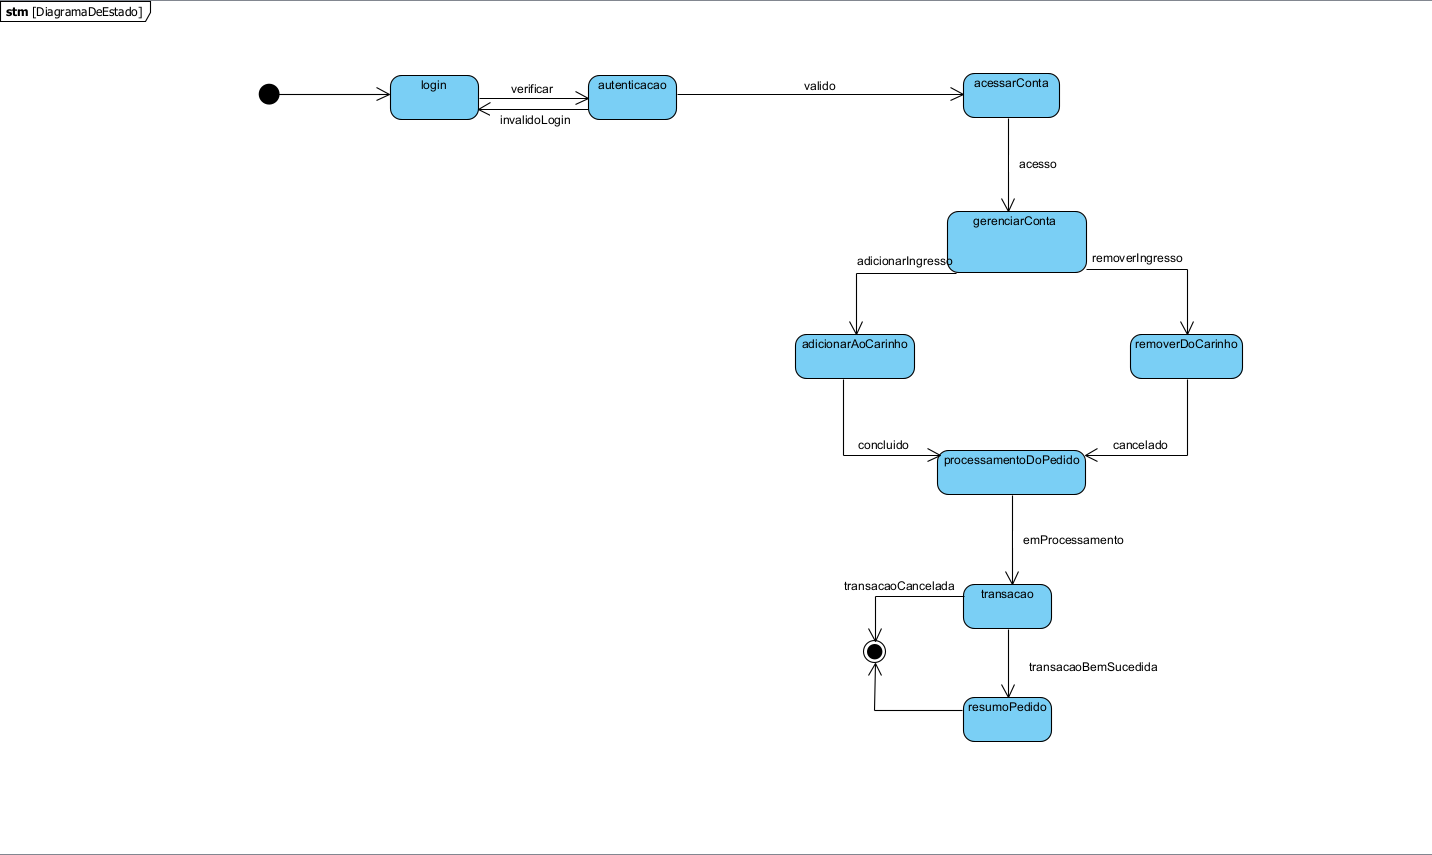 stm [DiagramaDeEstado]
login
verificar
autenticacao
invalidoLogin
valido
acessarConta
acesso
gerenciarConta
adicionarIngresso
removerIngresso
adicionarAoCarinho
removerDoCarinho
concluido
cancelado
processamentoDoPedido
emProcessamento
transacaoCancelada
transacao
transacaoBemSucedida
resumoPedido